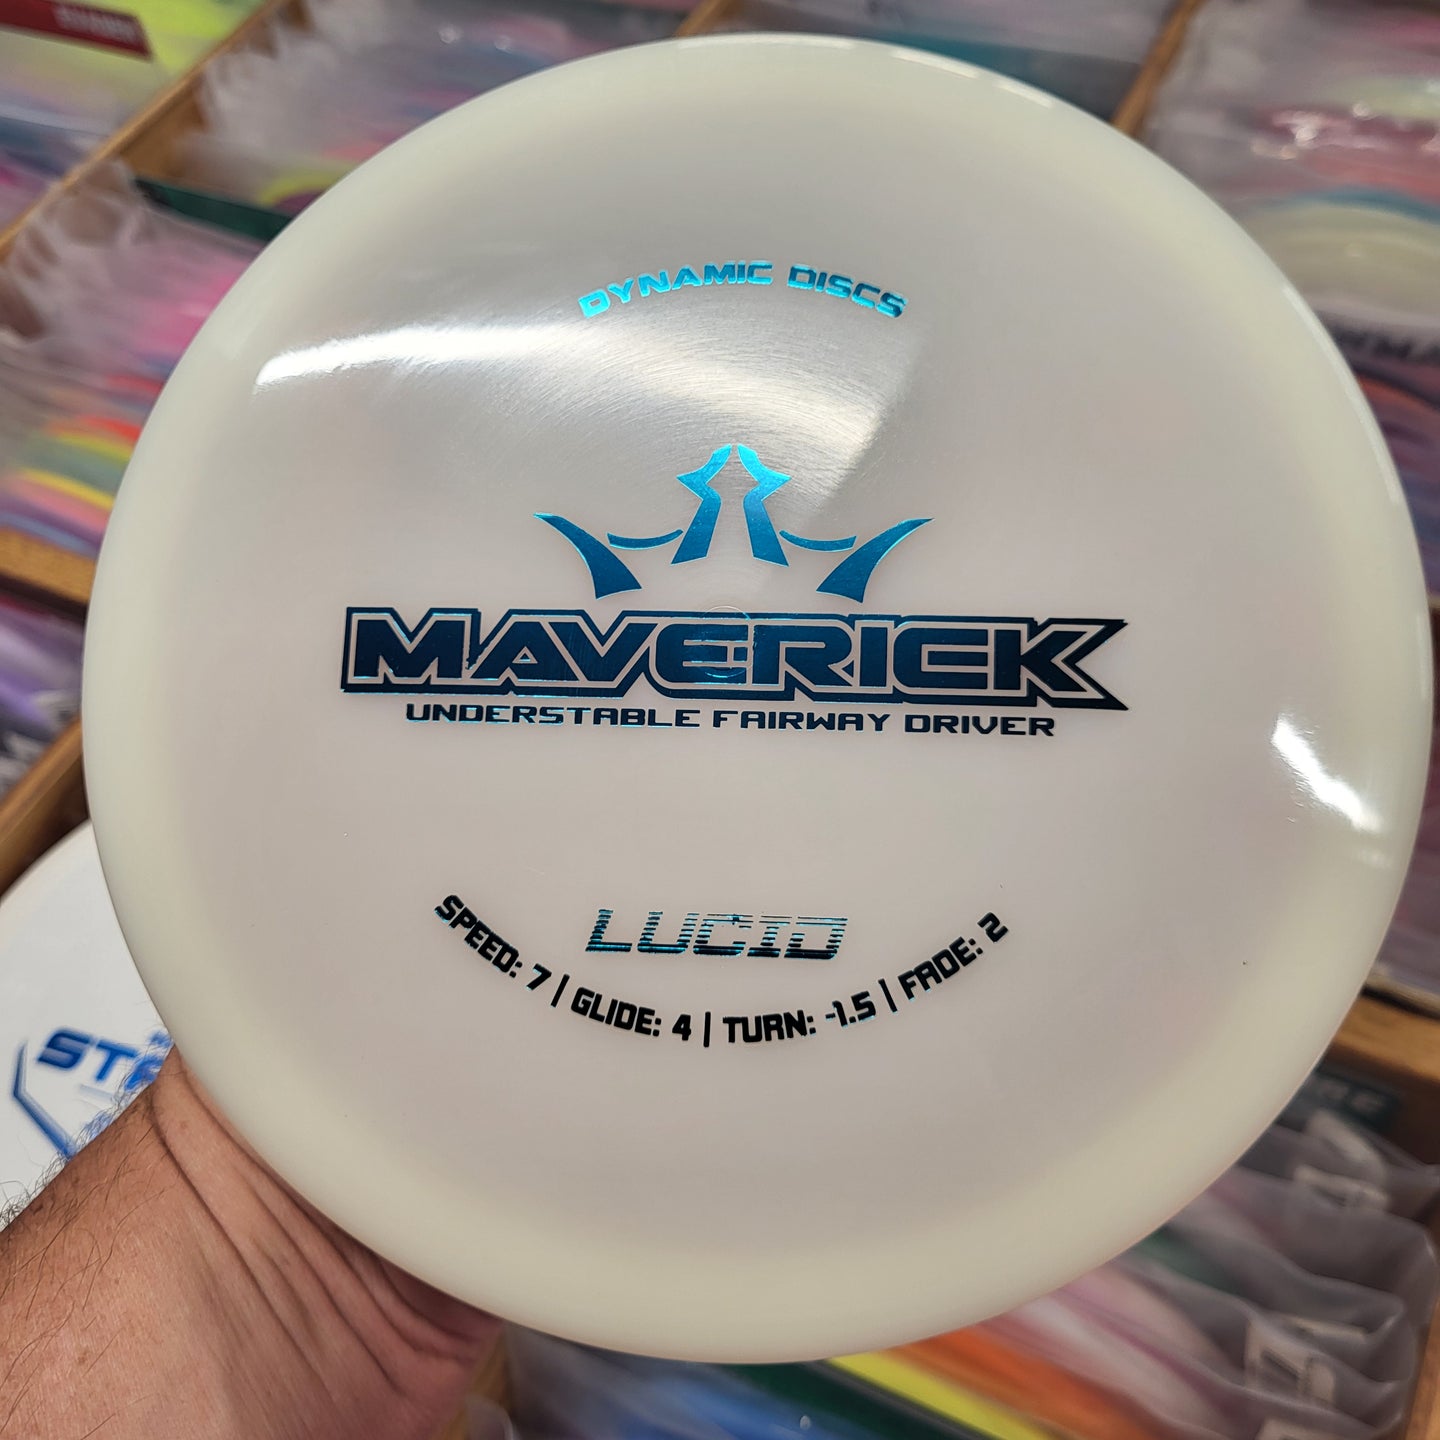 DYNAMIC DISCS
MAVERICK
UNDERSTABLE FAIRWAY DRIVER
LUCID
SPEED: 7 | GLIDE: 4 | TURN: -1.5 | FADE: 2